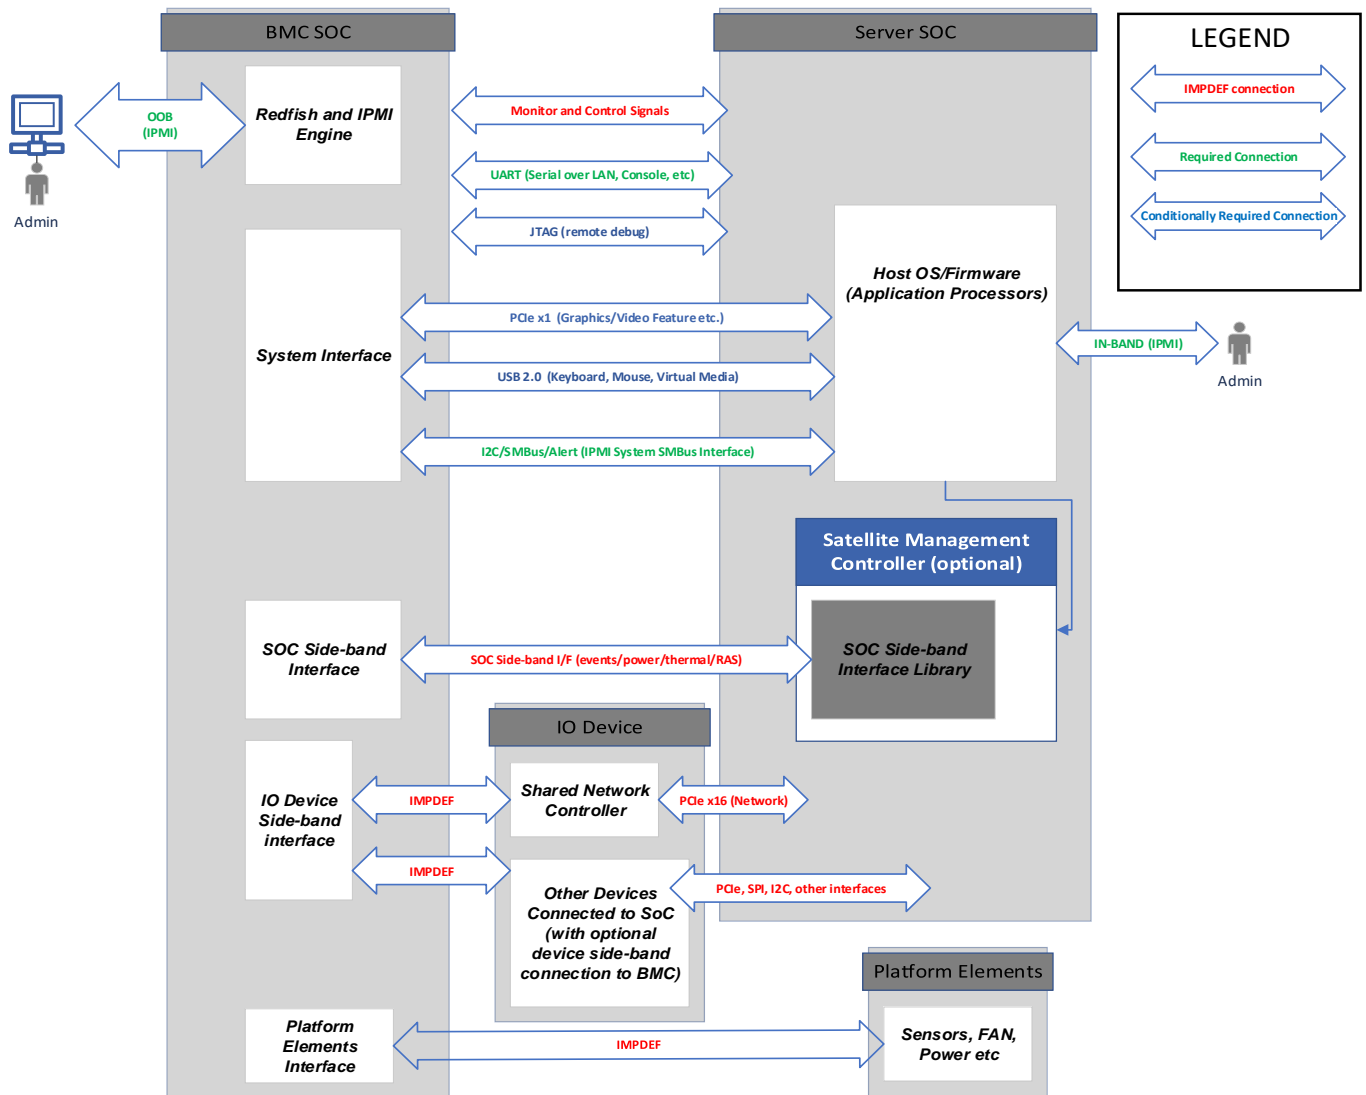 BMC SOC
Server SOC
LEGEND
IMPDEF connection
Required Connection
Conditionally Required Connection
Redfish and IPMI
Engine
OOB
(IPMI)
Admin
Monitor and Control Signals
UART (Serial over LAN, Console, etc)
JTAG (remote debug)
Host OS/Firmware
(Application Processors)
System Interface
PCIe x1 (Graphics/Video Feature etc.)
USB 2.0 (Keyboard, Mouse, Virtual Media)
I2C/SMBus/Alert (IPMI System SMBus Interface)
IN-BAND (IPMI)
Admin
Satellite Management
Controller (optional)
SOC Side-band
Interface
SOC Side-band I/F (events/power/thermal/RAS)
SOC Side-band
Interface Library
IO Device
IO Device
Side-band
interface
IMPDEF
Shared Network
Controller
PCIe x16 (Network)
IMPDEF
Other Devices
Connected to SoC
(with optional
device side-band
connection to BMC)
PCIe, SPI, I2C, other interfaces
Platform Elements
Platform
Elements
Interface
IMPDEF
Sensors, FAN,
Power etc